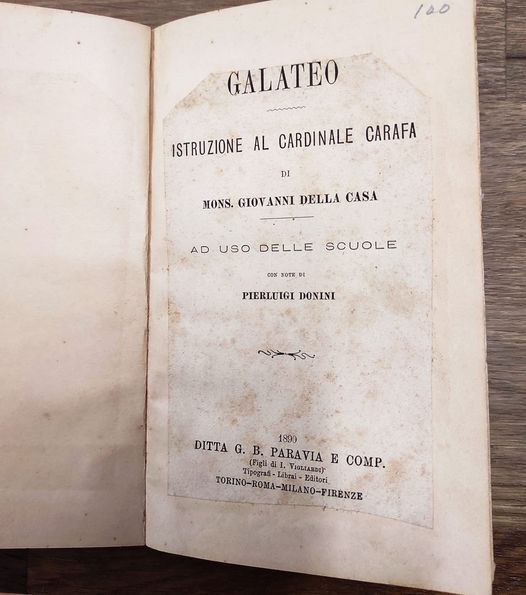 100
GALATEO
ISTRUZIONE AL CARDINALE CARAFA
DI
MONS. GIOVANNI DELLA CASA
AD USO DELLE SCUOLE
CON NOTE DI
PIERLUIGI DONINI
1890
DITTA G. B. PARAVIA E COMP.
(Figli di I. VIGLIARDI)
Tipografi - Librai - Editori
TORINO-ROMA-MILANO-FIRENZE